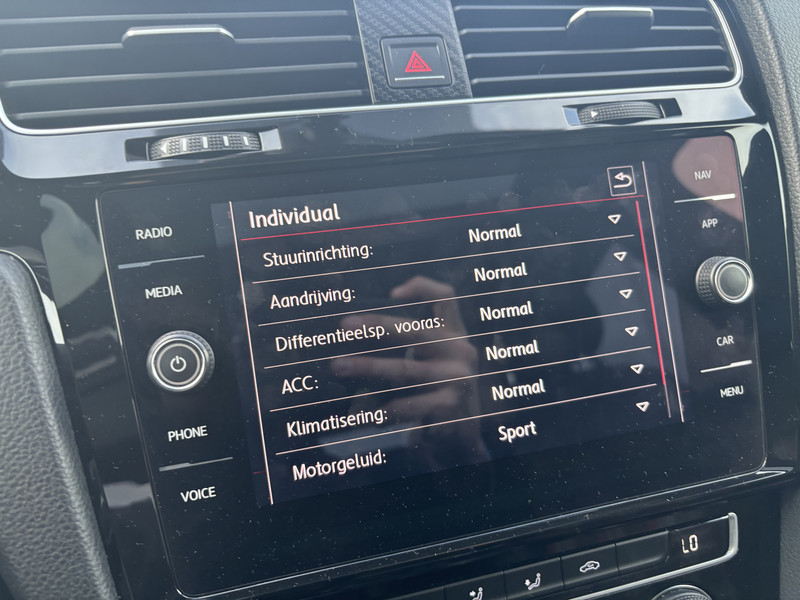 Individual
Stuurinrichting: Normal
Aandrijving: Normal
Differentieelsp. vooras: Normal
ACC: Normal
Klimatisering: Normal
Motorgeluid: Sport
RADIO
MEDIA
PHONE
VOICE
NAV
APP
CAR
MENU
LO